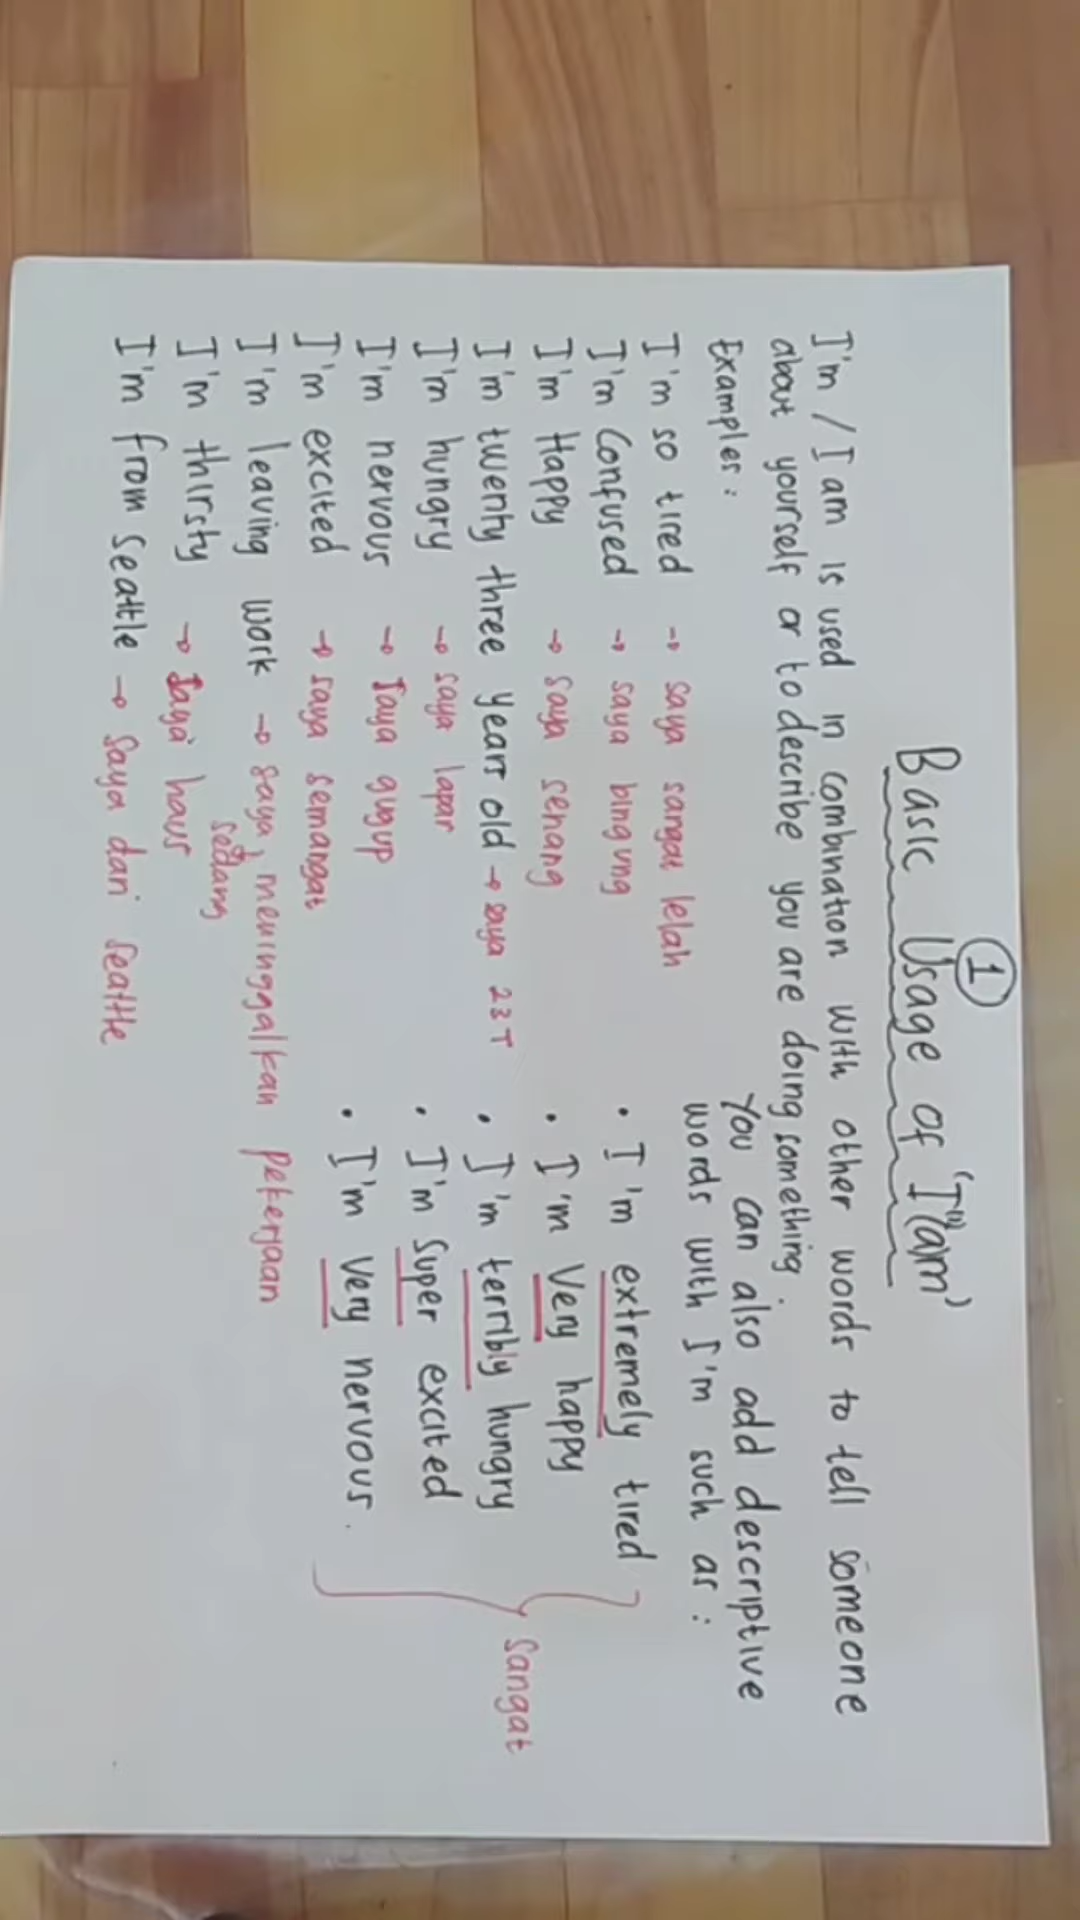 1
Basic Usage of 'I'(am)
I'm / I am is used in combination with other words to tell someone
about yourself or to describe you are doing something.
Examples:
I'm so tired → saya sangat lelah
I'm Confused → saya bingung
I'm Happy → saya senang
I'm twenty three years old → saya 23 T
I'm hungry → saya lapar
I'm nervous → saya gugup
I'm excited → saya semangat
I'm leaving work → saya sedang meninggalkan pekerjaan
I'm thirsty → saya haus
I'm from Seattle → saya dari seattle
You can also add descriptive
words with I'm such as :
• I'm extremely tired
• I'm Very happy
• I'm terribly hungry
• I'm Super excited
• I'm Very nervous.
sangat